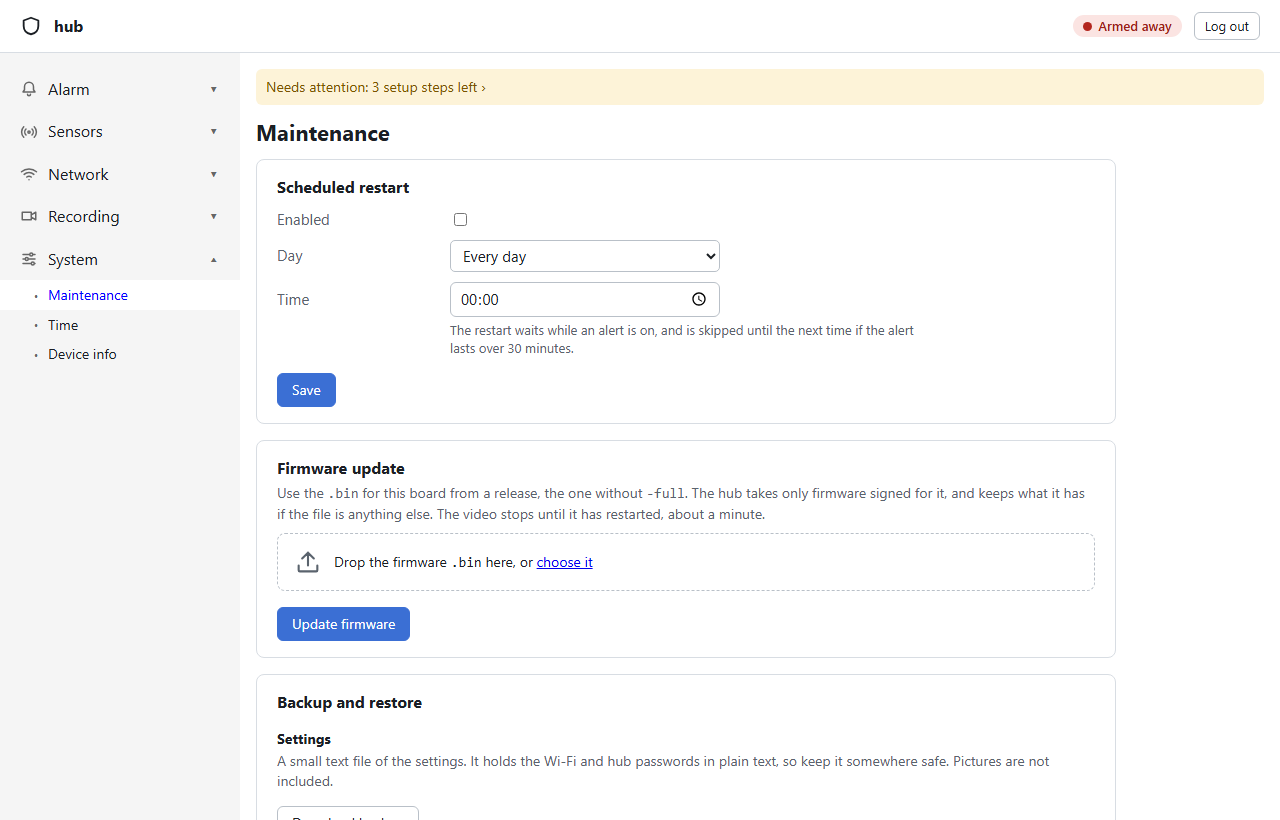 hub
Armed away
Log out
Alarm
Sensors
Network
Recording
System
Maintenance
Time
Device info
Needs attention: 3 setup steps left ›
Maintenance
Scheduled restart
Enabled
Day
Every day
Time
00:00
The restart waits while an alert is on, and is skipped until the next time if the alert
lasts over 30 minutes.
Save
Firmware update
Use the .bin for this board from a release, the one without -full. The hub takes only firmware signed for it, and keeps what it has
if the file is anything else. The video stops until it has restarted, about a minute.
Drop the firmware .bin here, or choose it
Update firmware
Backup and restore
Settings
A small text file of the settings. It holds the Wi-Fi and hub passwords in plain text, so keep it somewhere safe. Pictures are not
included.